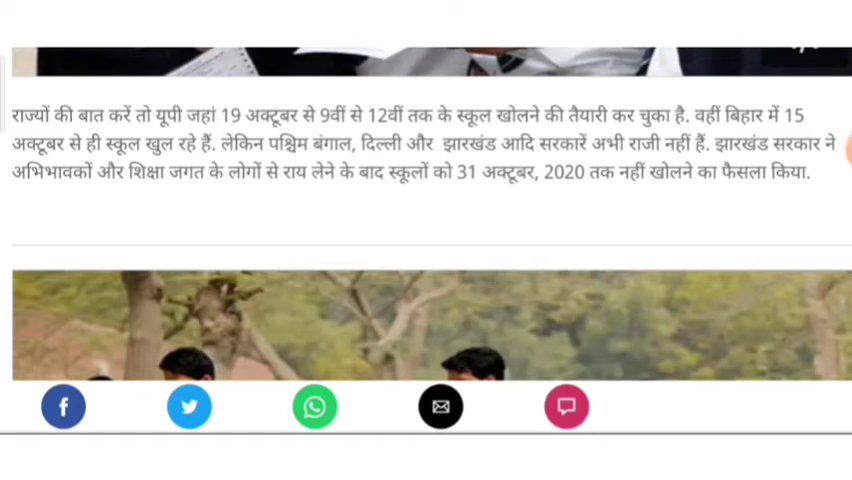 राज्यों की बात करें तो यूपी जहां 19 अक्टूबर से 9वीं से 12वीं तक के स्कूल खोलने की तैयारी कर चुका है. वहीं बिहार में 15
अक्टूबर से ही स्कूल खुल रहे हैं. लेकिन पश्चिम बंगाल, दिल्ली और झारखंड आदि सरकारें अभी राजी नहीं हैं. झारखंड सरकार ने
अभिभावकों और शिक्षा जगत के लोगों से राय लेने के बाद स्कूलों को 31 अक्टूबर, 2020 तक नहीं खोलने का फैसला किया.